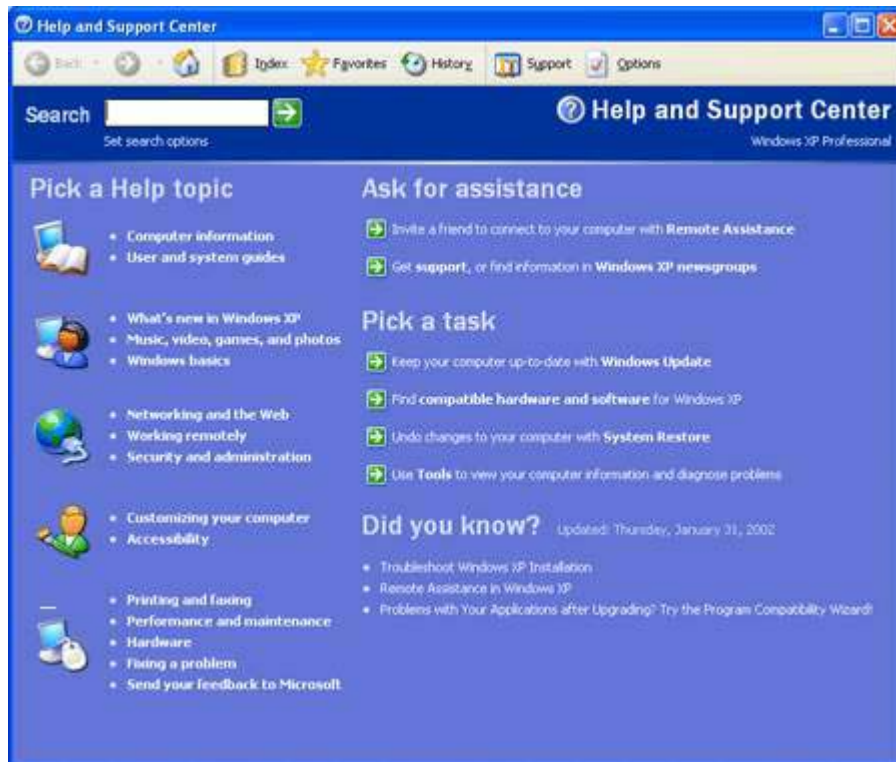 Help and Support Center
Back
Index
Favorites
History
Support
Options
Search
Set search options
Help and Support Center
Windows XP Professional
Pick a Help topic
Computer information
User and system guides
What's new in Windows XP
Music, video, games, and photos
Windows basics
Networking and the Web
Working remotely
Security and administration
Customizing your computer
Accessibility
Printing and faxing
Performance and maintenance
Hardware
Fixing a problem
Send your feedback to Microsoft
Ask for assistance
Invite a friend to connect to your computer with Remote Assistance
Get support, or find information in Windows XP newsgroups
Pick a task
Keep your computer up-to-date with Windows Update
Find compatible hardware and software for Windows XP
Undo changes to your computer with System Restore
Use Tools to view your computer information and diagnose problems
Did you know? Updated: Thursday, January 31, 2002
Troubleshoot Windows XP Installation
Remote Assistance in Windows XP
Problems with Your Applications after Upgrading? Try the Program Compatibility Wizard!